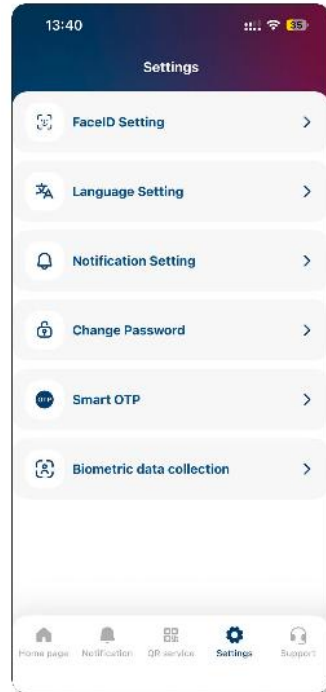 13:40
35
Settings
FaceID Setting
Language Setting
Notification Setting
Change Password
OTP
Smart OTP
Biometric data collection
Home page Notification QR service Settings Support